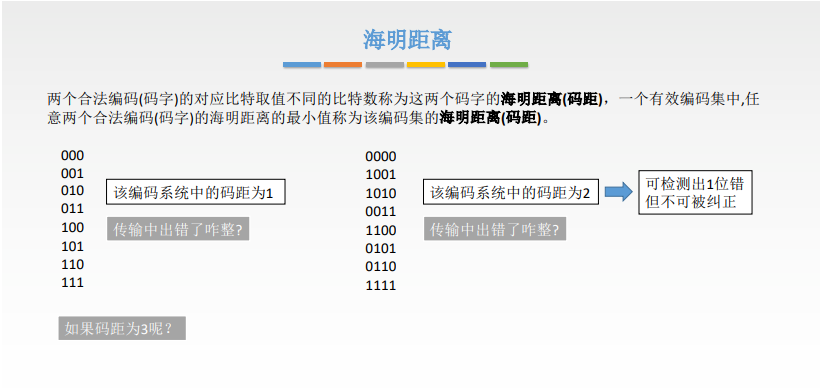 海明距离
两个合法编码(码字)的对应比特取值不同的比特数称为这两个码字的海明距离(码距)，一个有效编码集中,任
意两个合法编码(码字)的海明距离的最小值称为该编码集的海明距离(码距)。
000
001
010
011
100
101
110
111
该编码系统中的码距为1
传输中出错了咋整?
0000
1001
1010
0011
1100
0101
0110
1111
该编码系统中的码距为2
传输中出错了咋整?
可检测出1位错
但不可被纠正
如果码距为3呢？